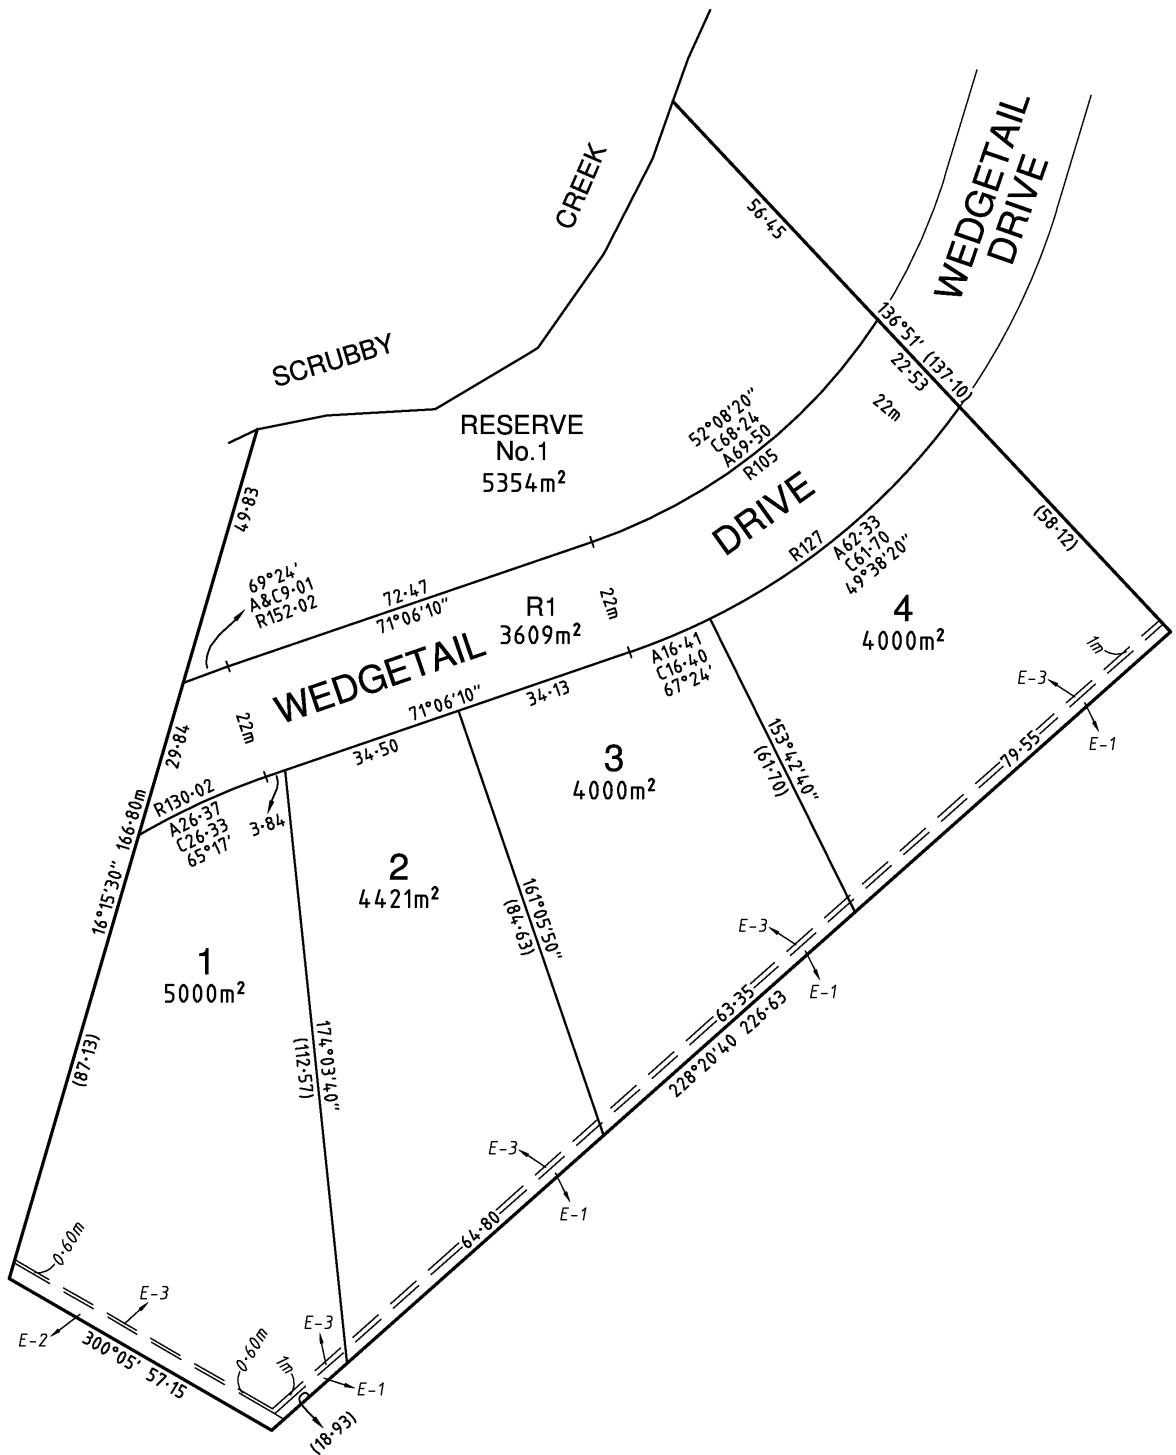 WEDGETAIL
DRIVE
CREEK
56·45
SCRUBBY
136°51' (137·10)
22·53
22m
RESERVE
No.1
5354m²
52°08'20"
C68·24
A69·50
R105
DRIVE
49·83
(58·12)
R127
A62·33
C61·70
49°38'20"
69°24'
A&C9·01
R152·02
72·47
71°06'10"
R1
3609m²
22m
4
4000m²
1m
E-3
E-1
WEDGETAIL
A16·41
C16·40
67°24'
34·13
71°06'10"
34·50
22m
29·84
153°42'40"
(61·70)
79·55
3
4000m²
R130·02
A26·37
C26·33
65°17'
3·84
16°15'30" 166·80m
2
4421m²
161°05'50"
(84·63)
E-3
E-1
1
5000m²
63·35
228°20'40 226·63
174°03'40"
(112·57)
(87·13)
E-3
E-1
64·80
0·60m
E-3
E-2
300°05' 57·15
0·60m
1m
E-3
E-1
(18·93)